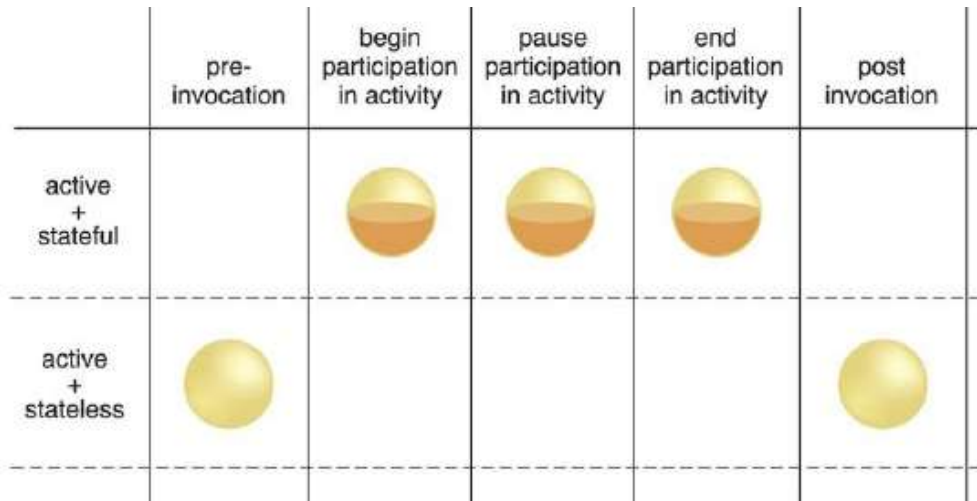 pre-
invocation
begin
participation
in activity
pause
participation
in activity
end
participation
in activity
post
invocation
active
+
stateful
active
+
stateless